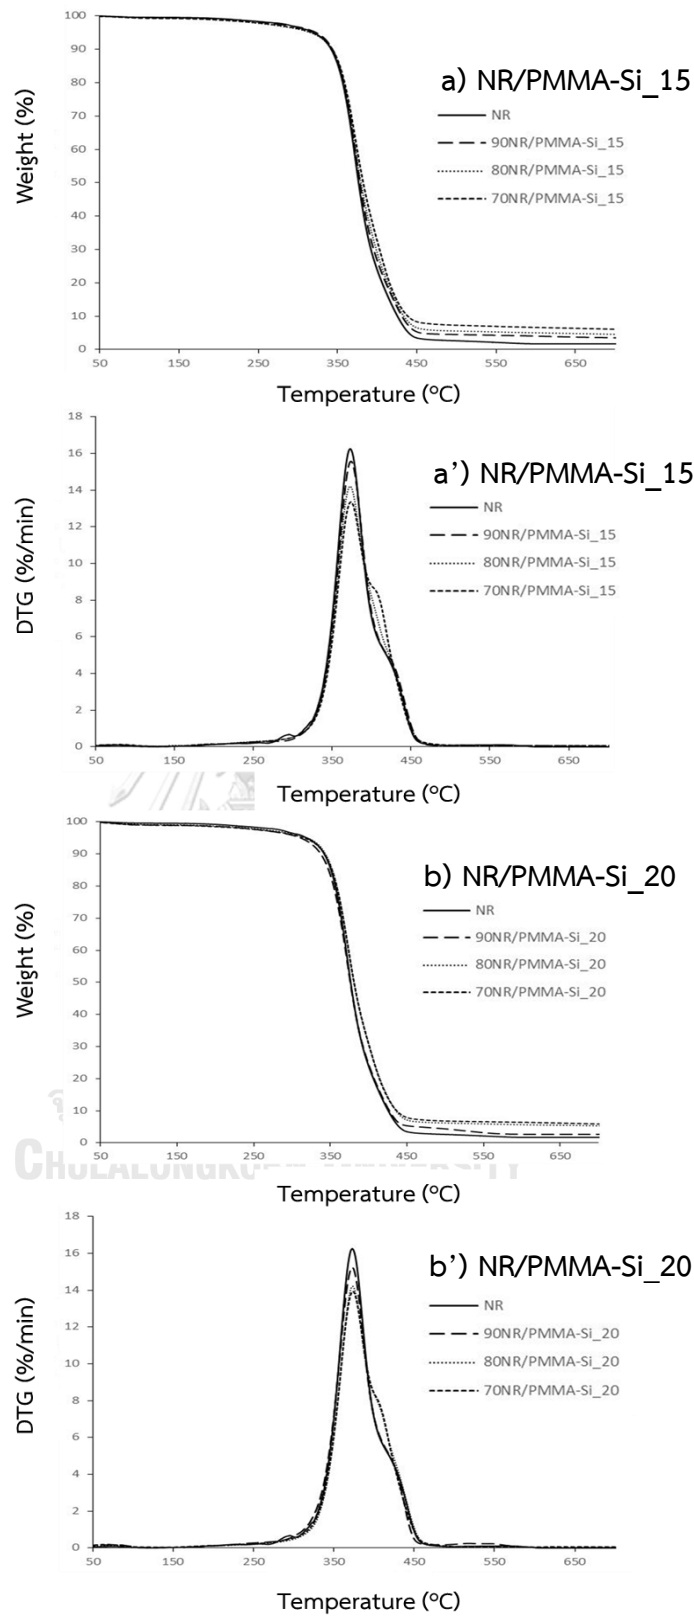 100
90
80
70
60
50
40
30
20
10
0
Weight (%)
a) NR/PMMA-Si_15
NR
90NR/PMMA-Si_15
80NR/PMMA-Si_15
70NR/PMMA-Si_15
50 150 250 350 450 550 650
Temperature (°C)
18
16
14
12
10
8
6
4
2
0
DTG (%/min)
a’) NR/PMMA-Si_15
NR
90NR/PMMA-Si_15
80NR/PMMA-Si_15
70NR/PMMA-Si_15
50 150 250 350 450 550 650
Temperature (°C)
100
90
80
70
60
50
40
30
20
10
0
Weight (%)
b) NR/PMMA-Si_20
NR
90NR/PMMA-Si_20
80NR/PMMA-Si_20
70NR/PMMA-Si_20
50 150 250 350 450 550 650
CHULALONGKORN UNIVERSITY
Temperature (°C)
18
16
14
12
10
8
6
4
2
0
DTG (%/min)
b’) NR/PMMA-Si_20
NR
90NR/PMMA-Si_20
80NR/PMMA-Si_20
70NR/PMMA-Si_20
50 150 250 350 450 550 650
Temperature (°C)